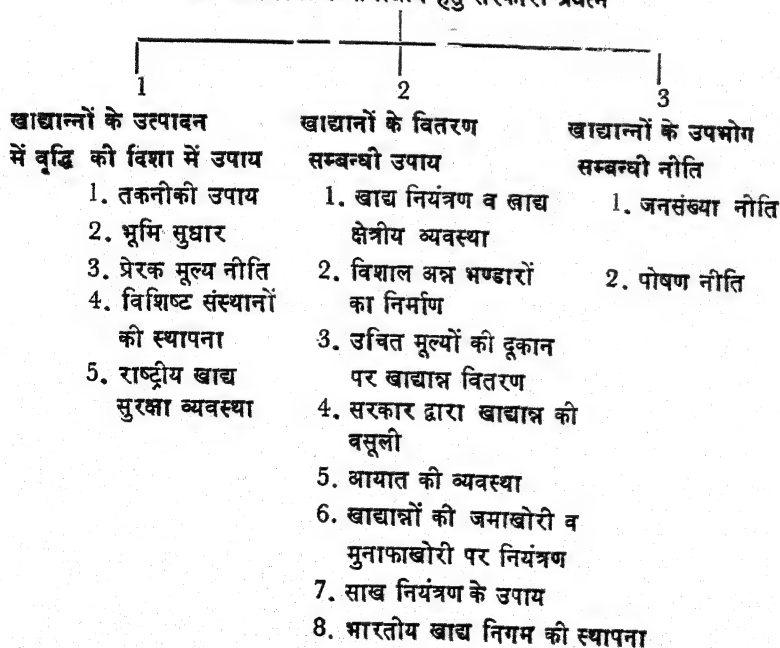 हेतु सरकारी प्रयत्न
1
खाद्यान्नों के उत्पादन
में वृद्धि की दिशा में उपाय
1. तकनीकी उपाय
2. भूमि सुधार
3. प्रेरक मूल्य नीति
4. विशिष्ट संस्थानों
की स्थापना
5. राष्ट्रीय खाद्य
सुरक्षा व्यवस्था
2
खाद्यानों के वितरण
सम्बन्धी उपाय
1. खाद्य नियंत्रण व खाद्य
क्षेत्रीय व्यवस्था
2. विशाल अन्न भण्डारों
का निर्माण
3. उचित मूल्यों की दूकान
पर खाद्यान्न वितरण
4. सरकार द्वारा खाद्यान्न की
वसूली
5. आयात की व्यवस्था
6. खाद्यान्नों की जमाखोरी व
मुनाफाखोरी पर नियंत्रण
7. साख नियंत्रण के उपाय
8. भारतीय खाद्य निगम की स्थापना
3
खाद्यान्नों के उपभोग
सम्बन्धी नीति
1. जनसंख्या नीति
2. पोषण नीति